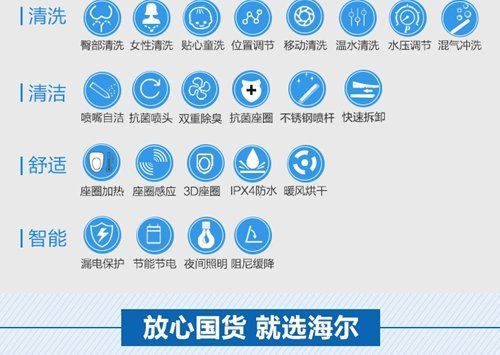 清洗
臀部清洗 女性清洗 贴心童洗 位置调节 移动清洗 温水清洗 水压调节 混气冲洗
清洁
喷嘴自洁 抗菌喷头 双重除臭 抗菌座圈 不锈钢喷杆 快速拆卸
舒适
座圈加热 座圈感应 3D座圈 IPX4防水 暖风烘干
智能
漏电保护 节能节电 夜间照明 阻尼缓降
放心国货 就选海尔